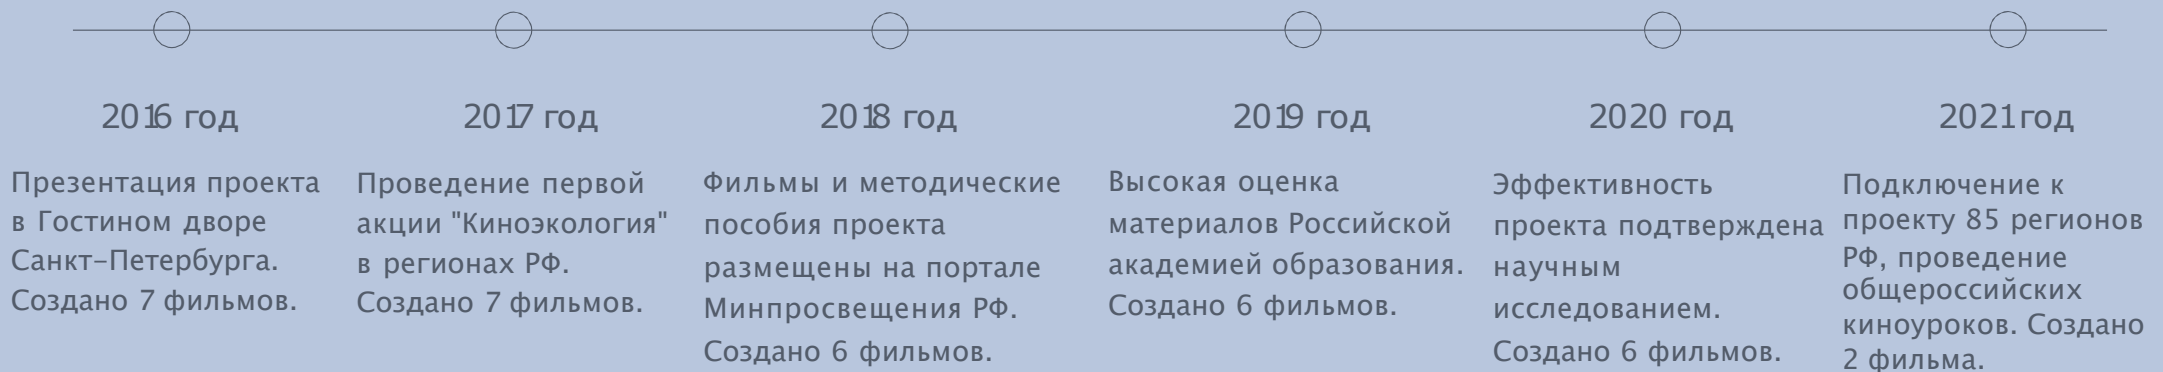 2016 год
Презентация проекта
в Гостином дворе
Санкт-Петербурга.
Создано 7 фильмов.
2017 год
Проведение первой
акции "Киноэкология"
в регионах РФ.
Создано 7 фильмов.
2018 год
Фильмы и методические
пособия проекта
размещены на портале
Минпросвещения РФ.
Создано 6 фильмов.
2019 год
Высокая оценка
материалов Российской
академией образования.
Создано 6 фильмов.
2020 год
Эффективность
проекта подтверждена
научным
исследованием.
Создано 6 фильмов.
2021 год
Подключение к
проекту 85 регионов
РФ, проведение
общероссийских
киноуроков. Создано
2 фильма.